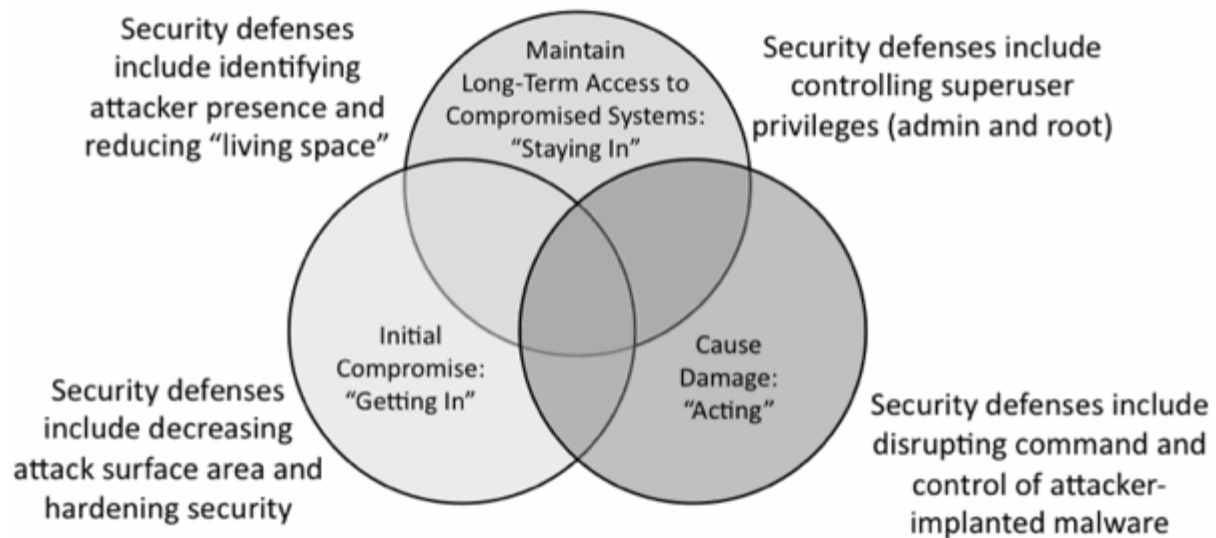 Security defenses
include identifying
attacker presence and
reducing “living space”
Maintain
Long-Term Access to
Compromised Systems:
“Staying In”
Security defenses include
controlling superuser
privileges (admin and root)
Initial
Compromise:
“Getting In”
Cause
Damage:
“Acting”
Security defenses
include decreasing
attack surface area and
hardening security
Security defenses include
disrupting command and
control of attacker-
implanted malware